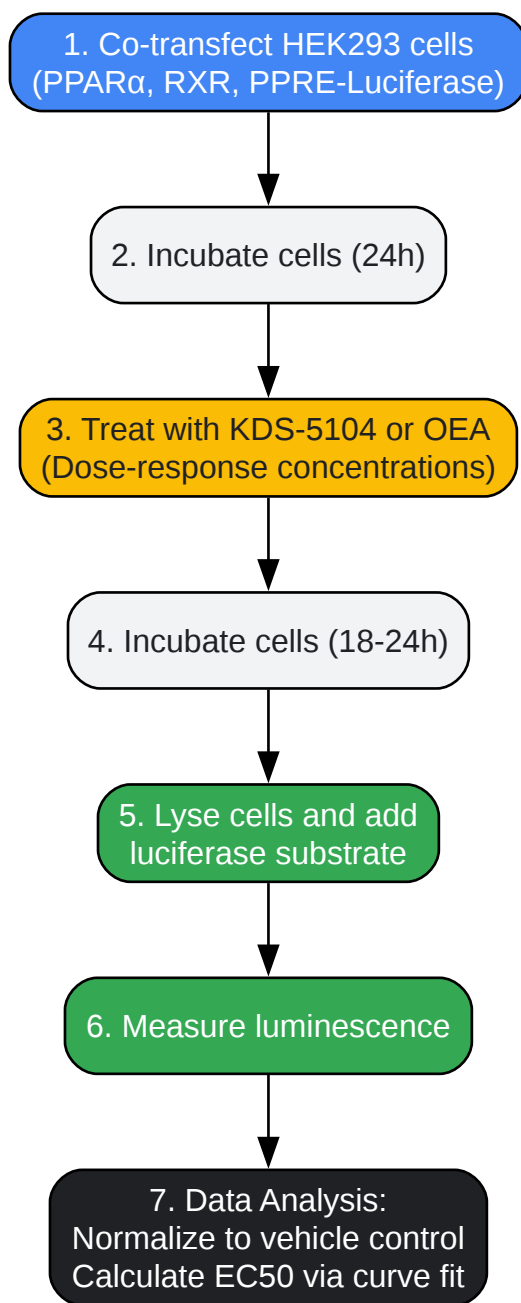 1. Co-transfect HEK293 cells
(PPARα, RXR, PPRE-Luciferase)
2. Incubate cells (24h)
3. Treat with KDS-5104 or OEA
(Dose-response concentrations)
4. Incubate cells (18-24h)
5. Lyse cells and add
luciferase substrate
6. Measure luminescence
7. Data Analysis:
Normalize to vehicle control
Calculate EC50 via curve fit